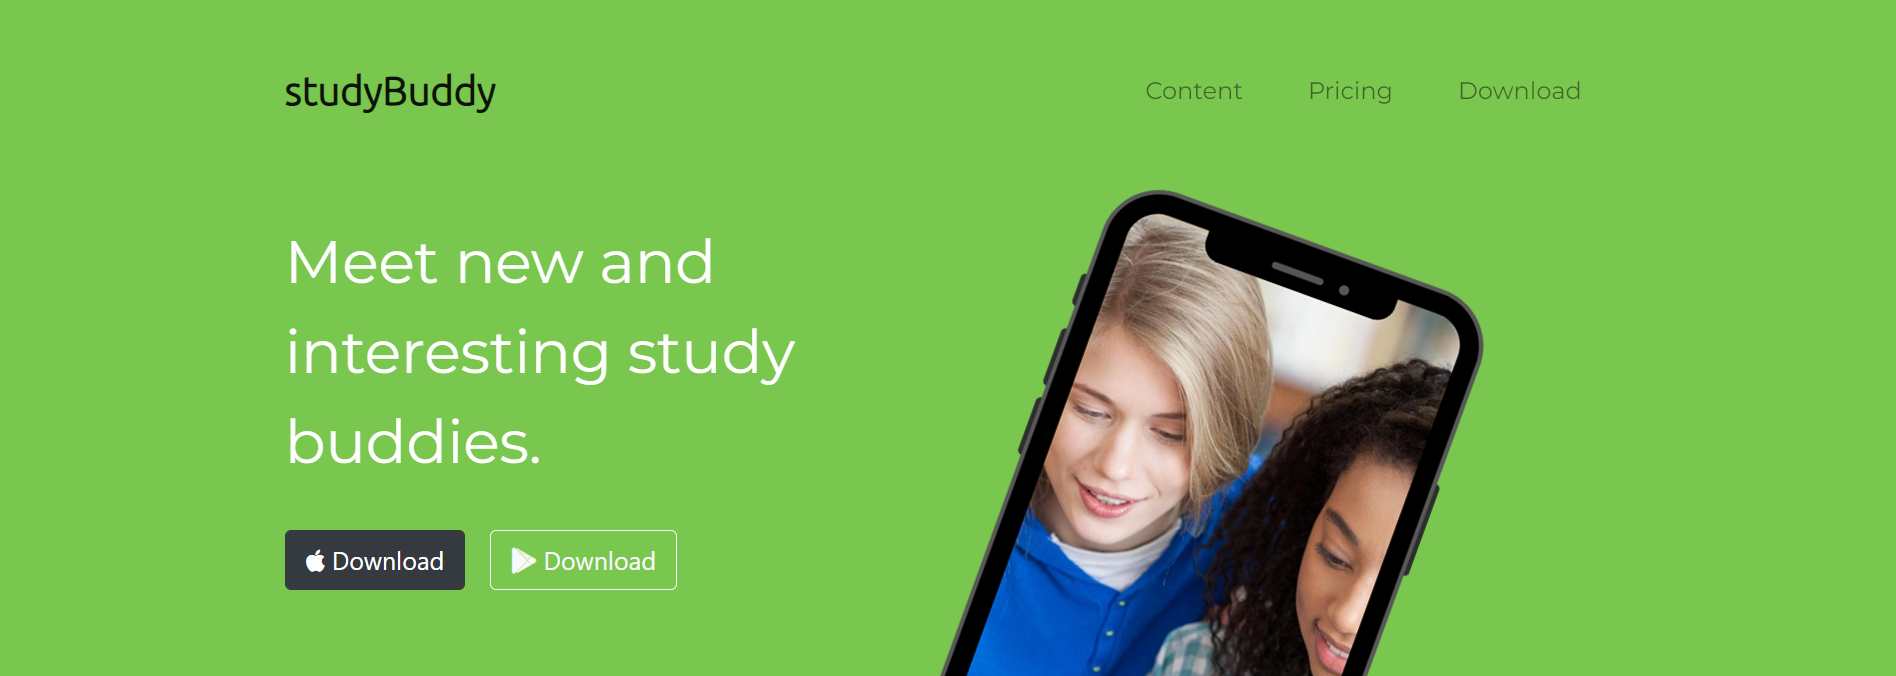 studyBuddy
Content Pricing Download
Meet new and
interesting study
buddies.
Download Download